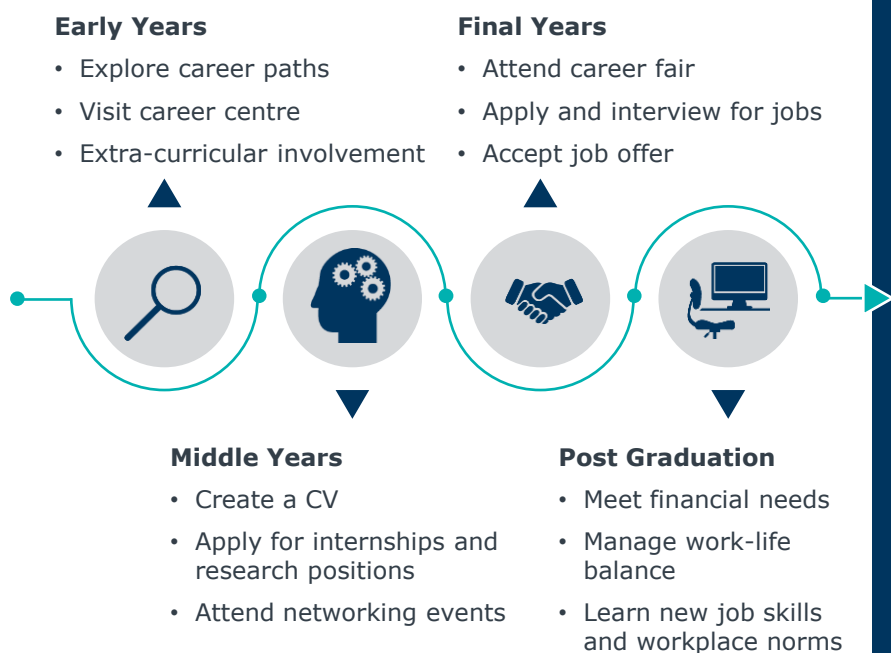 Early Years
• Explore career paths
• Visit career centre
• Extra-curricular involvement
Final Years
• Attend career fair
• Apply and interview for jobs
• Accept job offer
Middle Years
• Create a CV
• Apply for internships and
research positions
• Attend networking events
Post Graduation
• Meet financial needs
• Manage work-life
balance
• Learn new job skills
and workplace norms